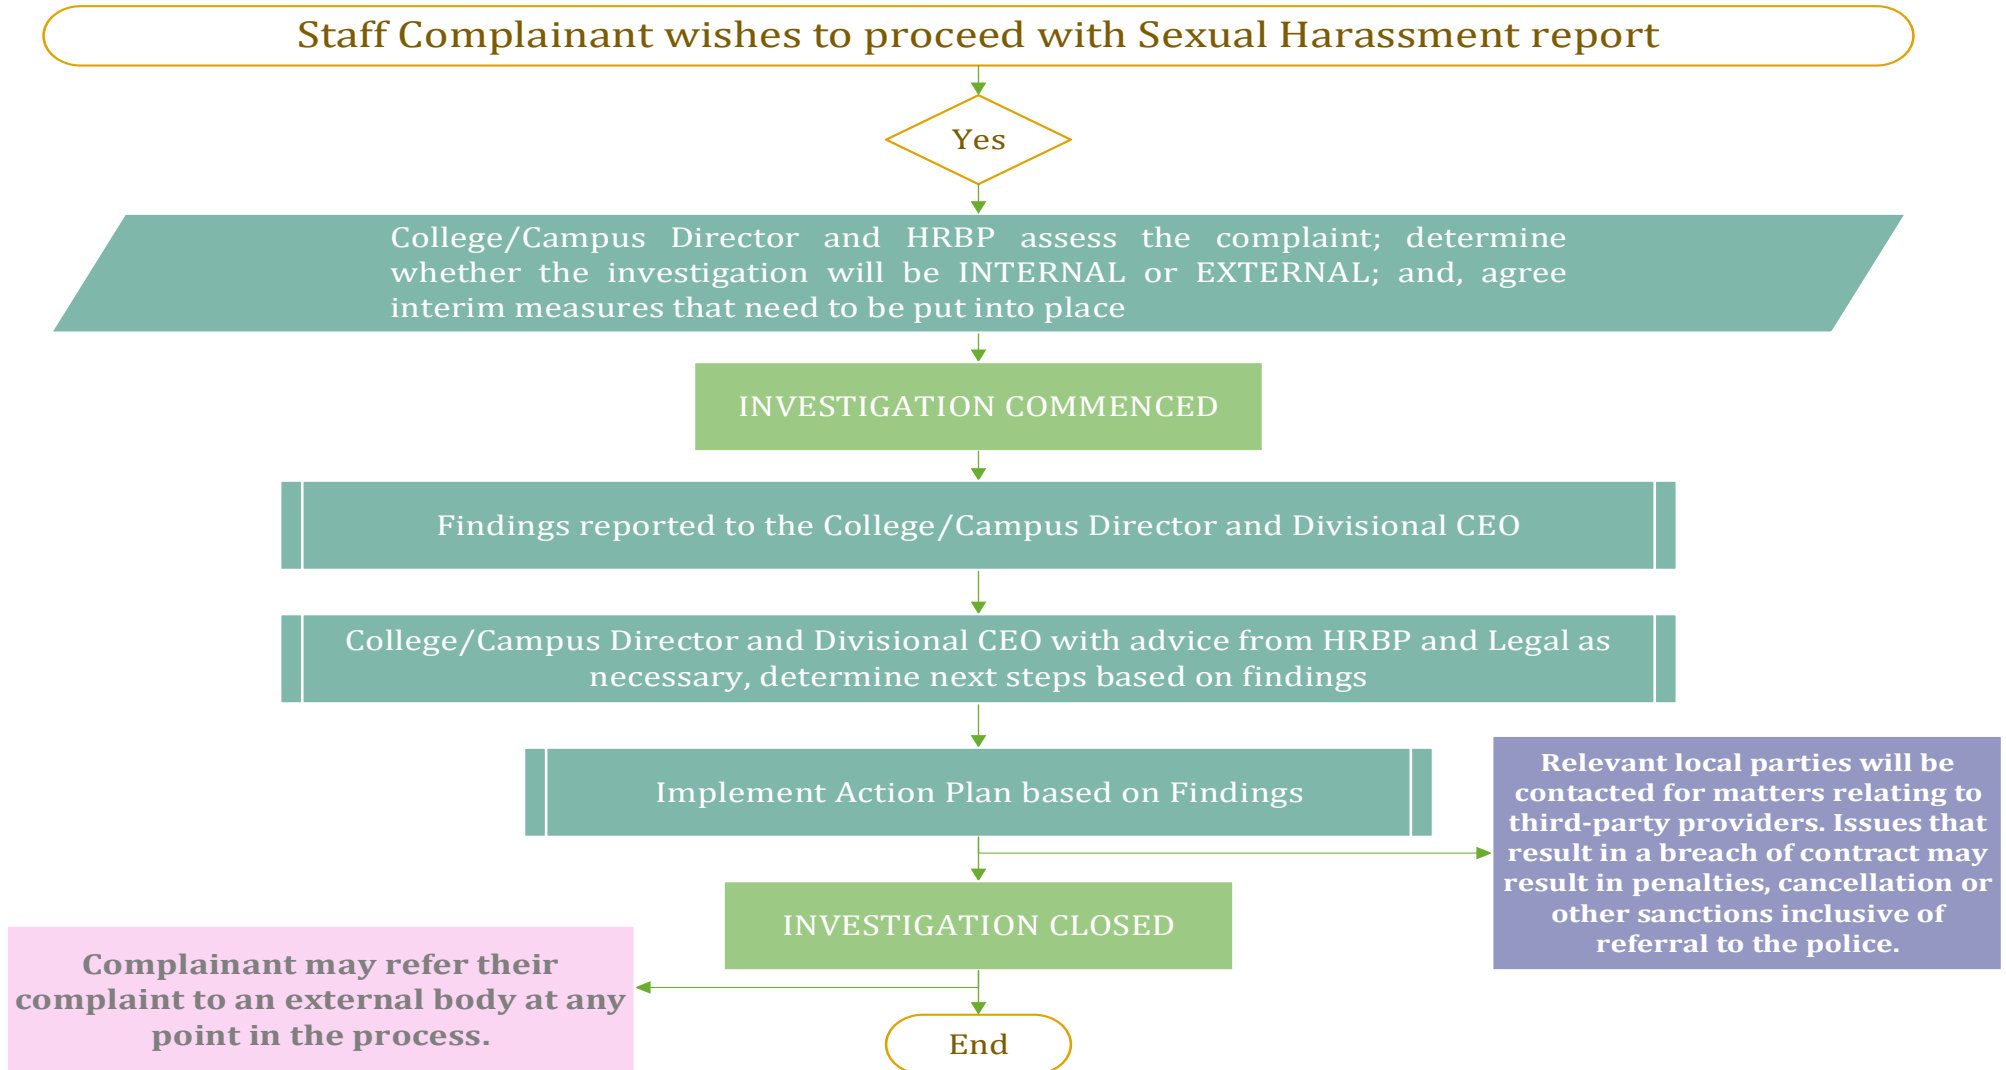 Staff Complainant wishes to proceed with Sexual Harassment report
Yes
College/Campus Director and HRBP assess the complaint; determine
whether the investigation will be INTERNAL or EXTERNAL; and, agree
interim measures that need to be put into place
INVESTIGATION COMMENCED
Findings reported to the College/Campus Director and Divisional CEO
College/Campus Director and Divisional CEO with advice from HRBP and Legal as
necessary, determine next steps based on findings
Implement Action Plan based on Findings
Relevant local parties will be
contacted for matters relating to
third-party providers. Issues that
result in a breach of contract may
result in penalties, cancellation or
other sanctions inclusive of
referral to the police.
INVESTIGATION CLOSED
Complainant may refer their
complaint to an external body at any
point in the process.
End